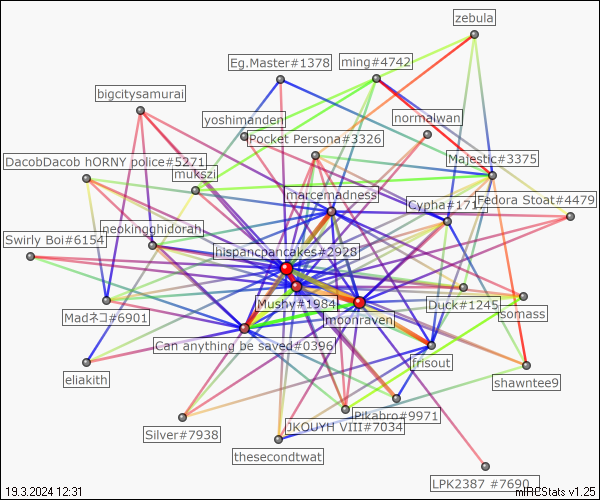 zebula
Eg.Master#1378
ming#4742
bigcitysamurai
yoshimanden
normalwan
Pocket Persona#3326
DacobDacob hORNY police#5271
Majestic#3375
mukszi
marcemadness
Cypha#1717
Fedora Stoat#4479
neokingghidorah
Swirly Boi#6154
hispancpancakes#2928
Mushy#1984
Duck#1245
somass
Madネコ#6901
moonraven
Can anything be saved#0396
frisout
eliakith
shawntee9
Pikabro#9971
JKOUYH VIII#7034
Silver#7938
thesecondtwat
LPK2387 #7690
19.3.2024 12:31
mIRCStats v1.25